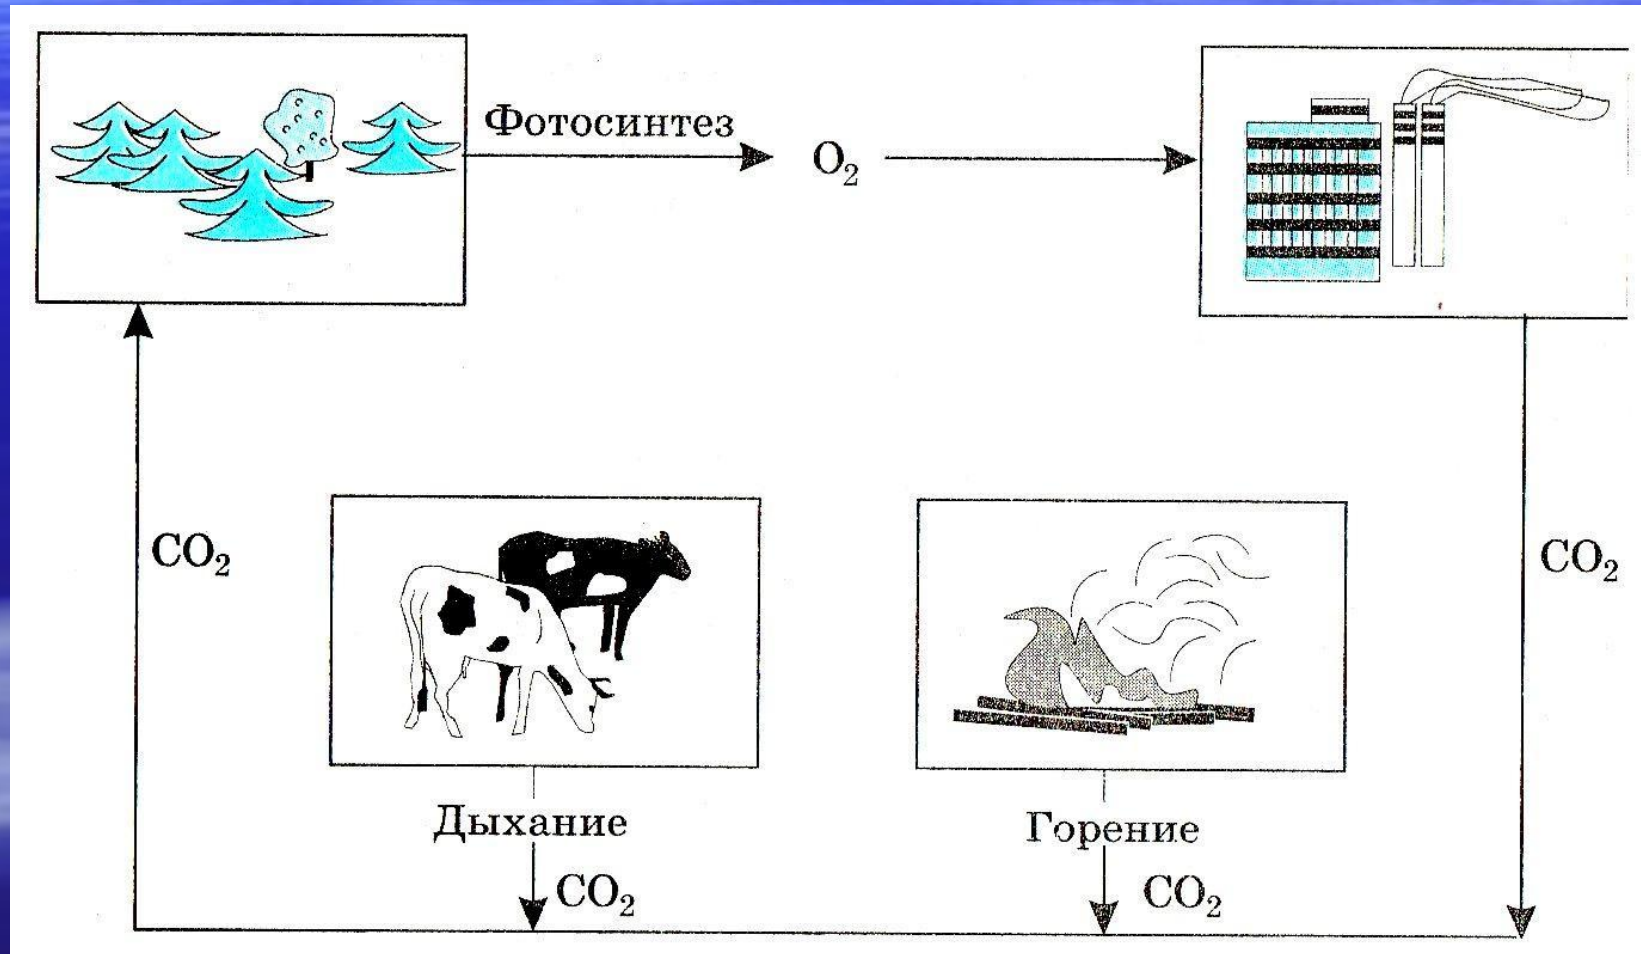 Фотосинтез
O₂
CO₂
CO₂
Дыхание
Горение
CO₂
CO₂